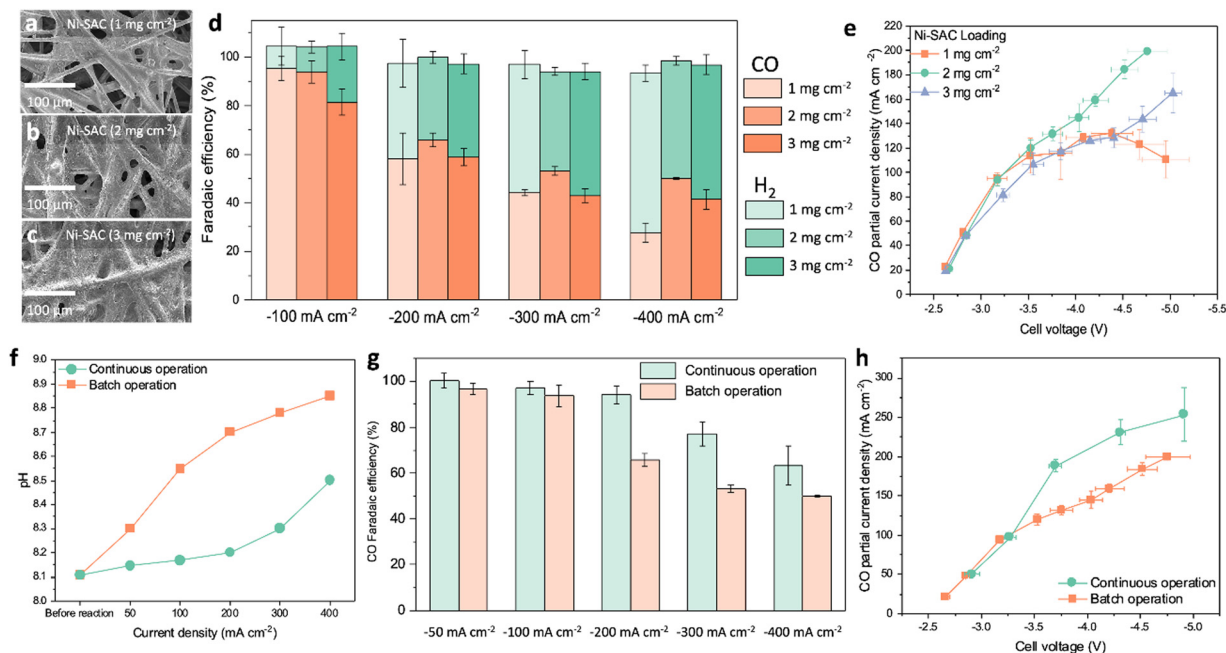 a
Ni-SAC (1 mg cm⁻²)
100 μm
b
Ni-SAC (2 mg cm⁻²)
100 μm
c
Ni-SAC (3 mg cm⁻²)
100 μm
d
Faradaic efficiency (%)
100
80
60
40
20
0
-100 mA cm⁻²
-200 mA cm⁻²
-300 mA cm⁻²
-400 mA cm⁻²
CO
1 mg cm⁻²
2 mg cm⁻²
3 mg cm⁻²
H₂
1 mg cm⁻²
2 mg cm⁻²
3 mg cm⁻²
e
CO partial current density (mA cm⁻²)
200
180
160
140
120
100
80
60
40
20
0
Ni-SAC Loading
1 mg cm⁻²
2 mg cm⁻²
3 mg cm⁻²
-2.5 -3.0 -3.5 -4.0 -4.5 -5.0 -5.5
Cell voltage (V)
f
pH
9.0
8.8
8.6
8.4
8.3
8.2
8.1
8.0
Continuous operation
Batch operation
Before reaction 50 100 200 300 400
Current density (mA cm⁻²)
g
CO Faradaic efficiency (%)
100
80
60
40
20
0
Continuous operation
Batch operation
-50 mA cm⁻²
-100 mA cm⁻²
-200 mA cm⁻²
-300 mA cm⁻²
-400 mA cm⁻²
h
CO partial current density (mA cm⁻²)
300
250
200
150
100
50
0
Continuous operation
Batch operation
-2.5 -3.0 -3.5 -4.0 -4.5 -5.0
Cell voltage (V)